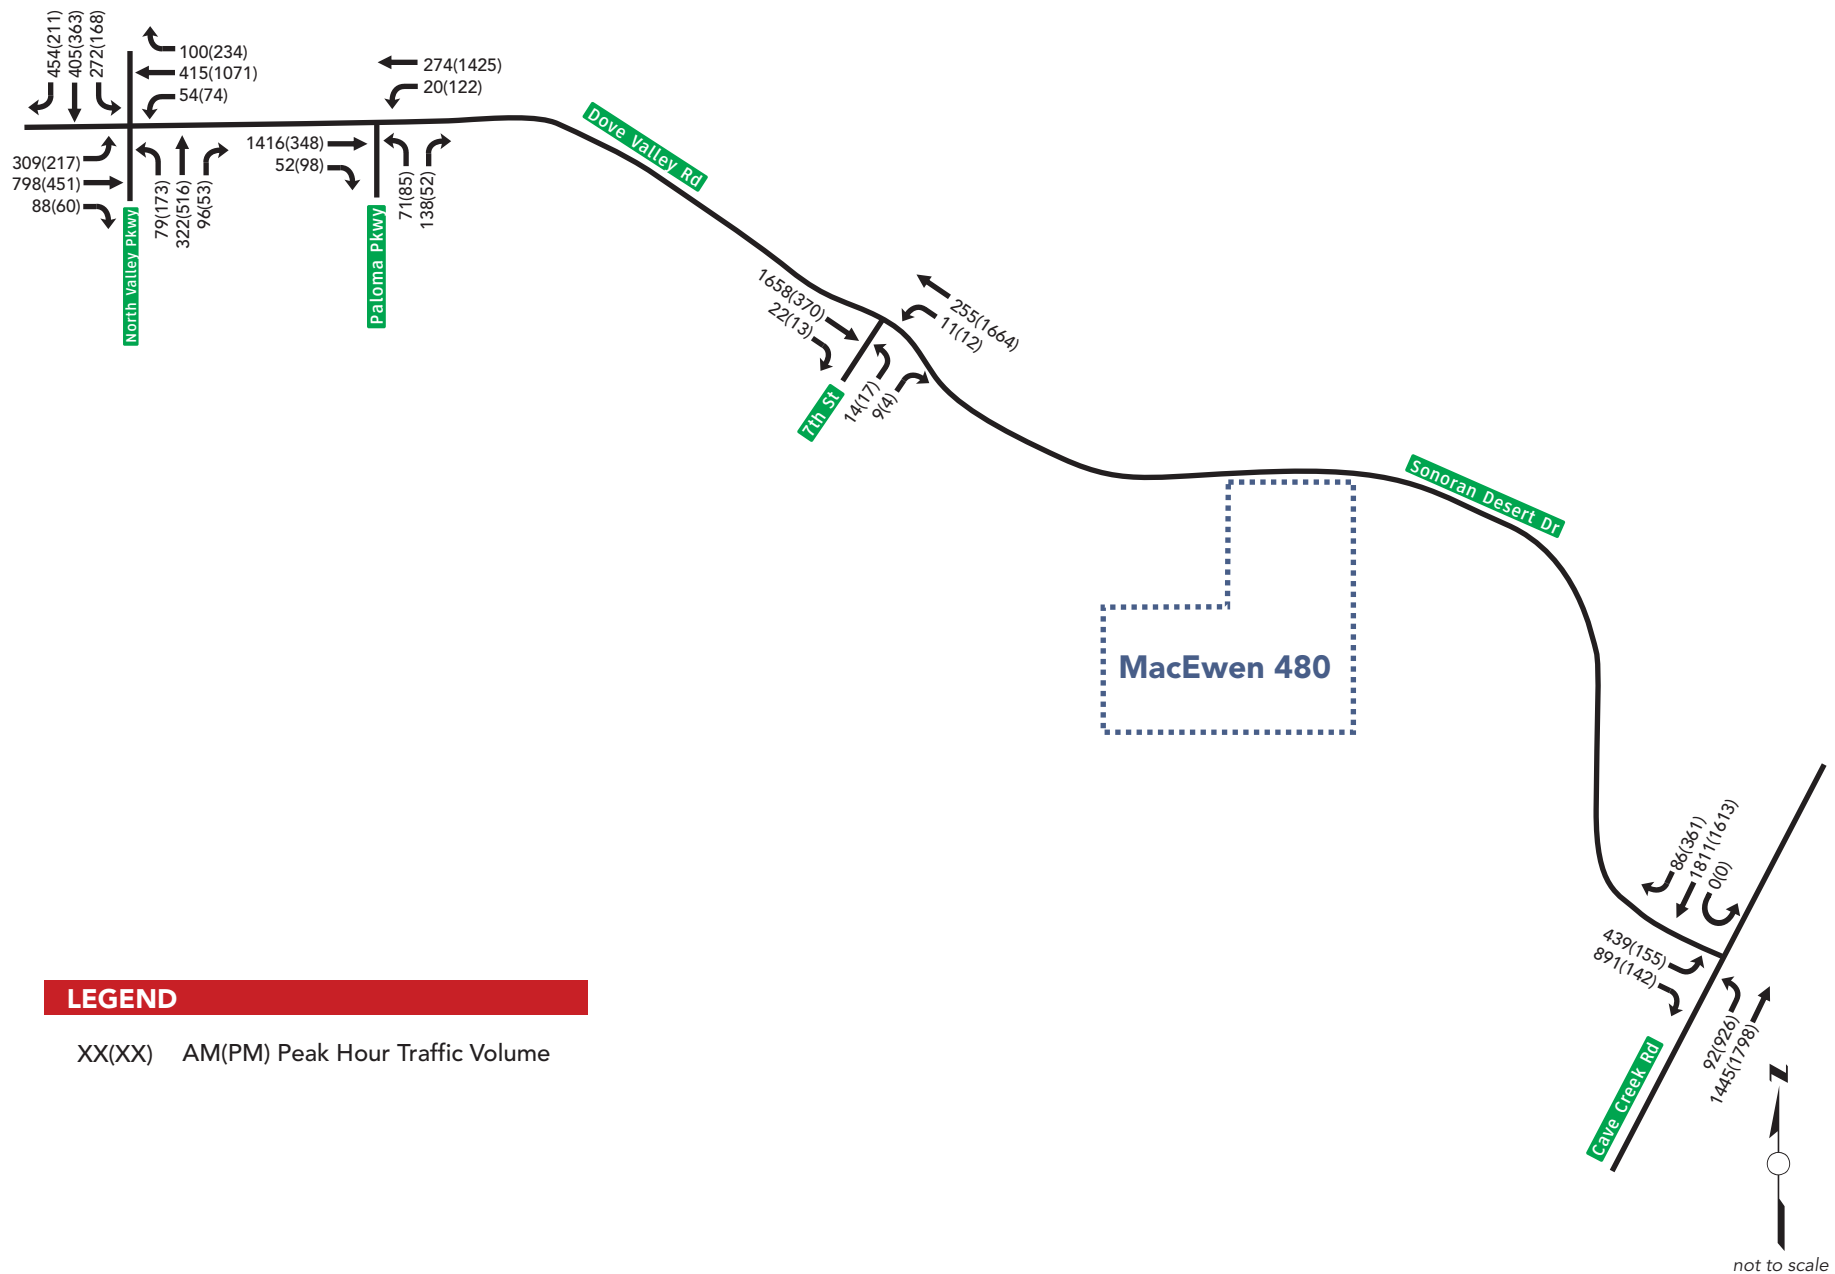 454(211)
405(363)
272(168)
100(234)
415(1071)
54(74)
309(217)
798(451)
88(60)
79(173)
322(516)
96(53)
North Valley Pkwy
274(1425)
20(122)
1416(348)
52(98)
71(85)
138(52)
Paloma Pkwy
Dove Valley Rd
1658(370)
22(13)
255(1664)
11(12)
14(17)
9(4)
7th St
Sonoran Desert Dr
MacEwen 480
86(361)
1811(1613)
0(0)
439(155)
891(142)
92(926)
1445(1798)
Cave Creek Rd
LEGEND
XX(XX) AM(PM) Peak Hour Traffic Volume
N
not to scale